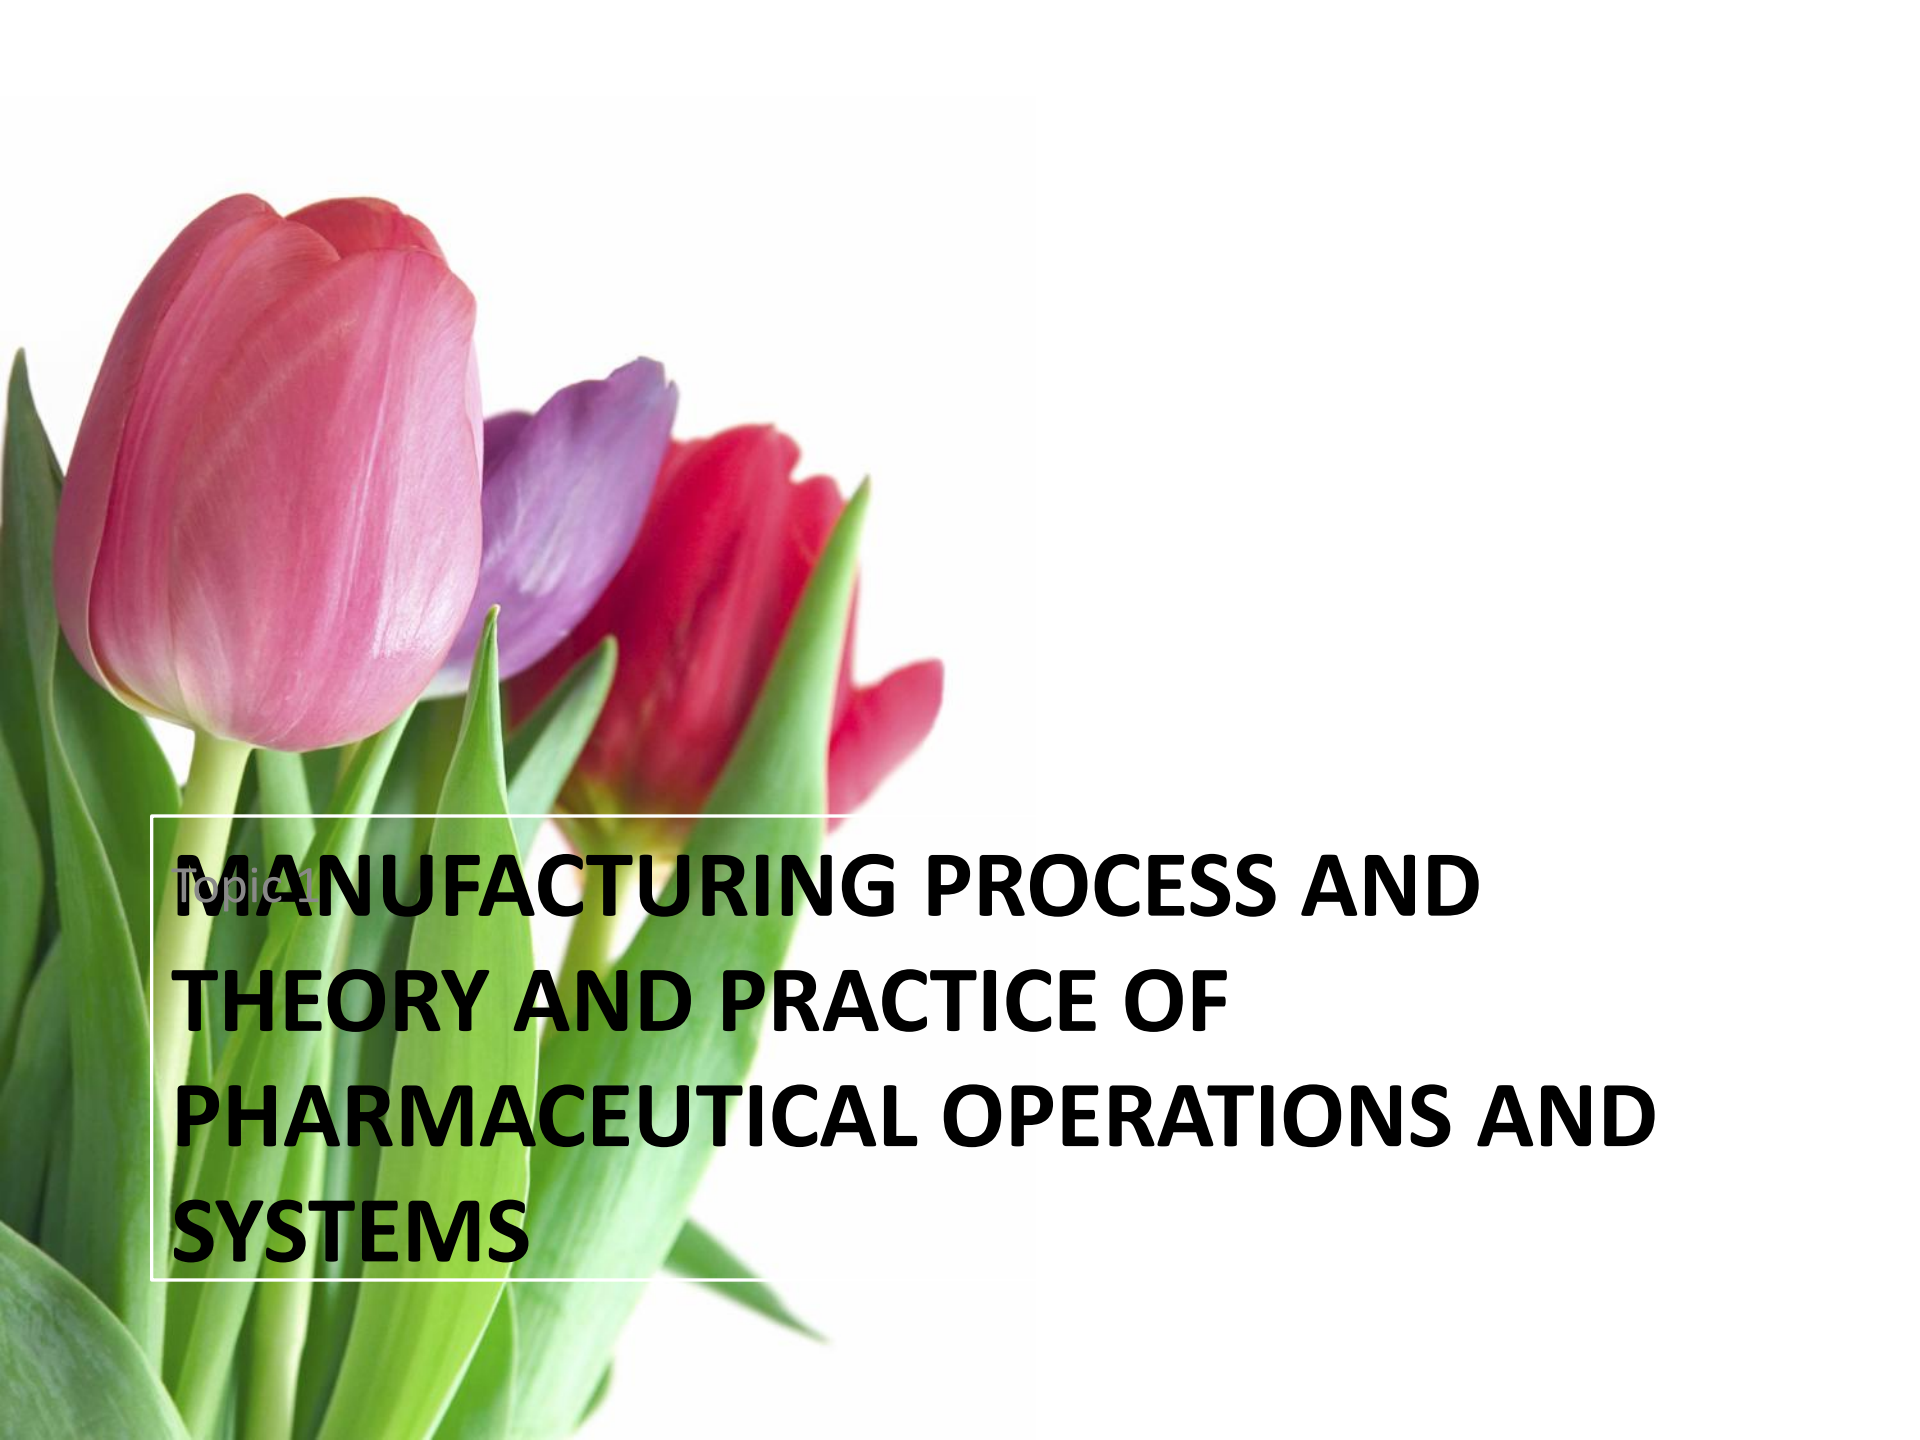 Topic 1
MANUFACTURING PROCESS AND
THEORY AND PRACTICE OF
PHARMACEUTICAL OPERATIONS AND
SYSTEMS